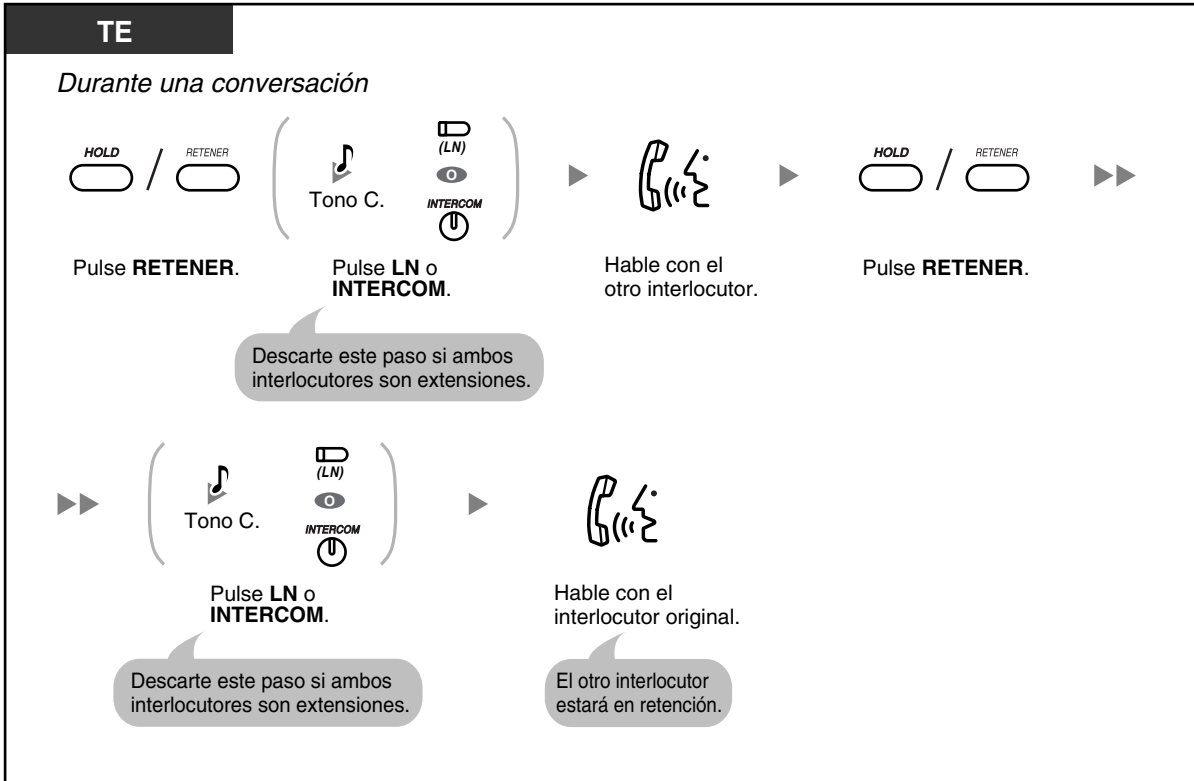 TE
Durante una conversación
HOLD / RETENER
Tono C.
(LN)
O
INTERCOM
HOLD / RETENER
Pulse RETENER.
Pulse LN o
INTERCOM.
Hable con el
otro interlocutor.
Pulse RETENER.
Descarte este paso si ambos
interlocutores son extensiones.
Tono C.
(LN)
O
INTERCOM
Pulse LN o
INTERCOM.
Hable con el
interlocutor original.
Descarte este paso si ambos
interlocutores son extensiones.
El otro interlocutor
estará en retención.